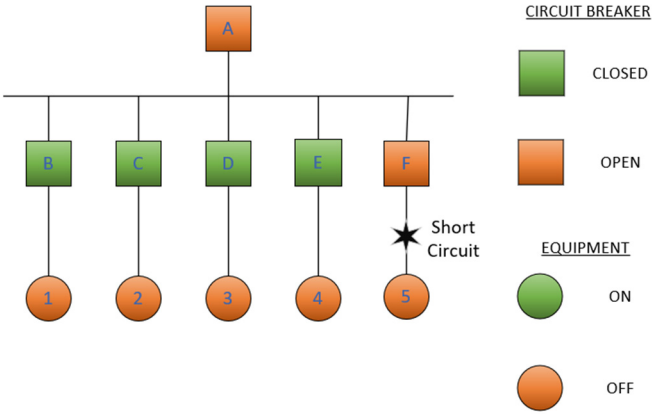 CIRCUIT BREAKER
A
CLOSED
B C D E F
OPEN
Short
Circuit
EQUIPMENT
1 2 3 4 5
ON
OFF